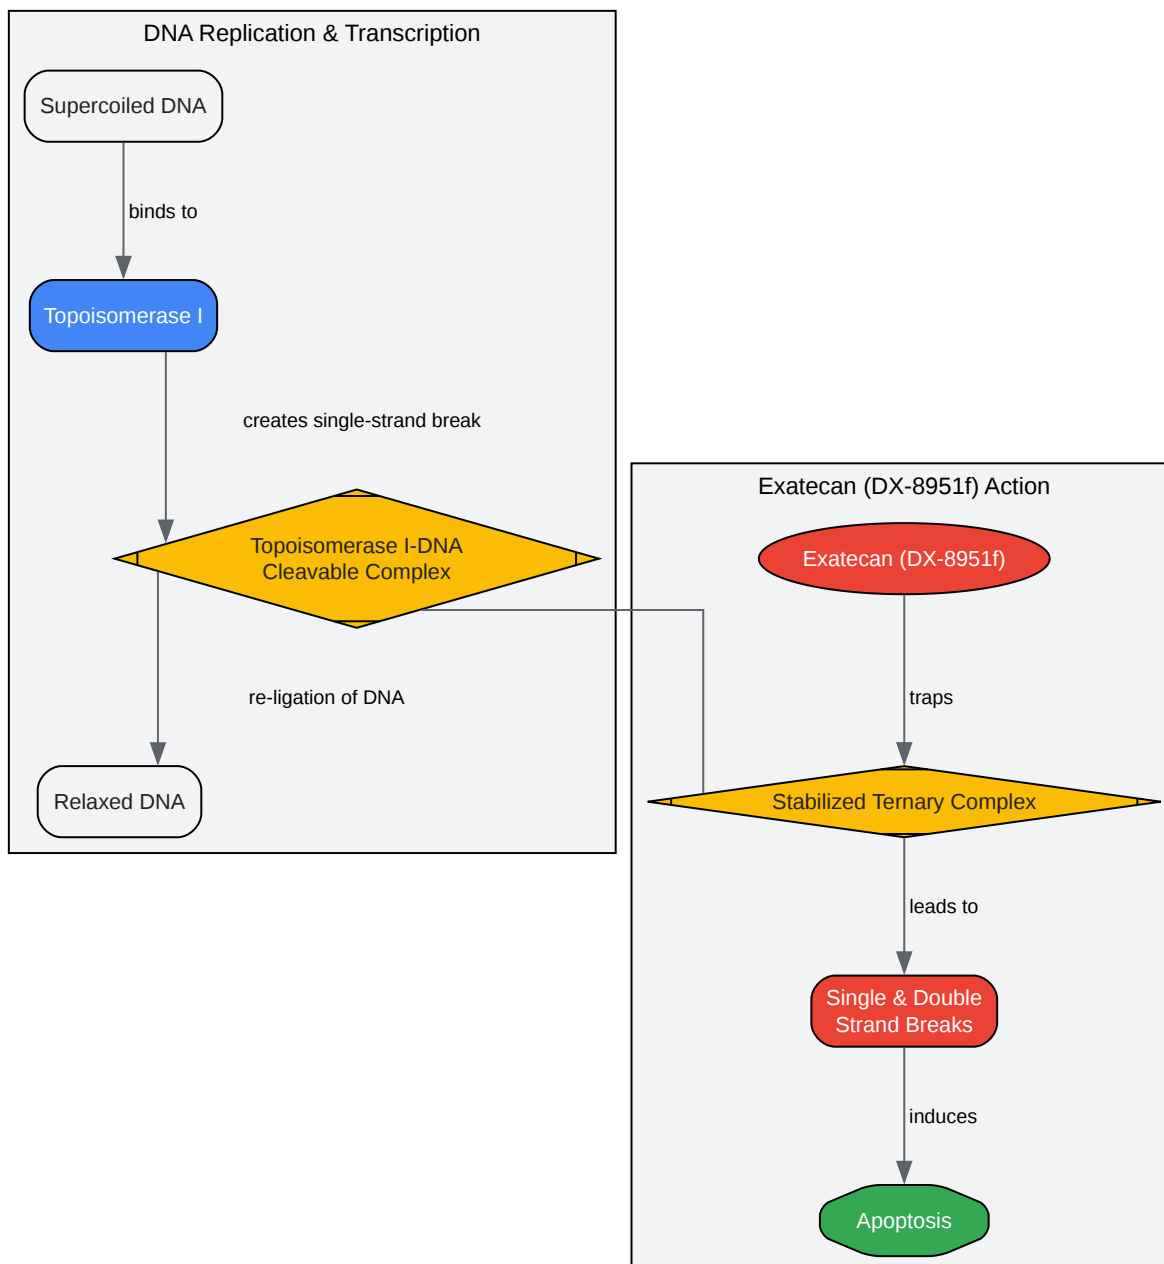 DNA Replication & Transcription
Supercoiled DNA
binds to
Topoisomerase I
creates single-strand break
Topoisomerase I-DNA
Cleavable Complex
re-ligation of DNA
Relaxed DNA
Exatecan (DX-8951f) Action
Exatecan (DX-8951f)
traps
Stabilized Ternary Complex
leads to
Single & Double
Strand Breaks
induces
Apoptosis